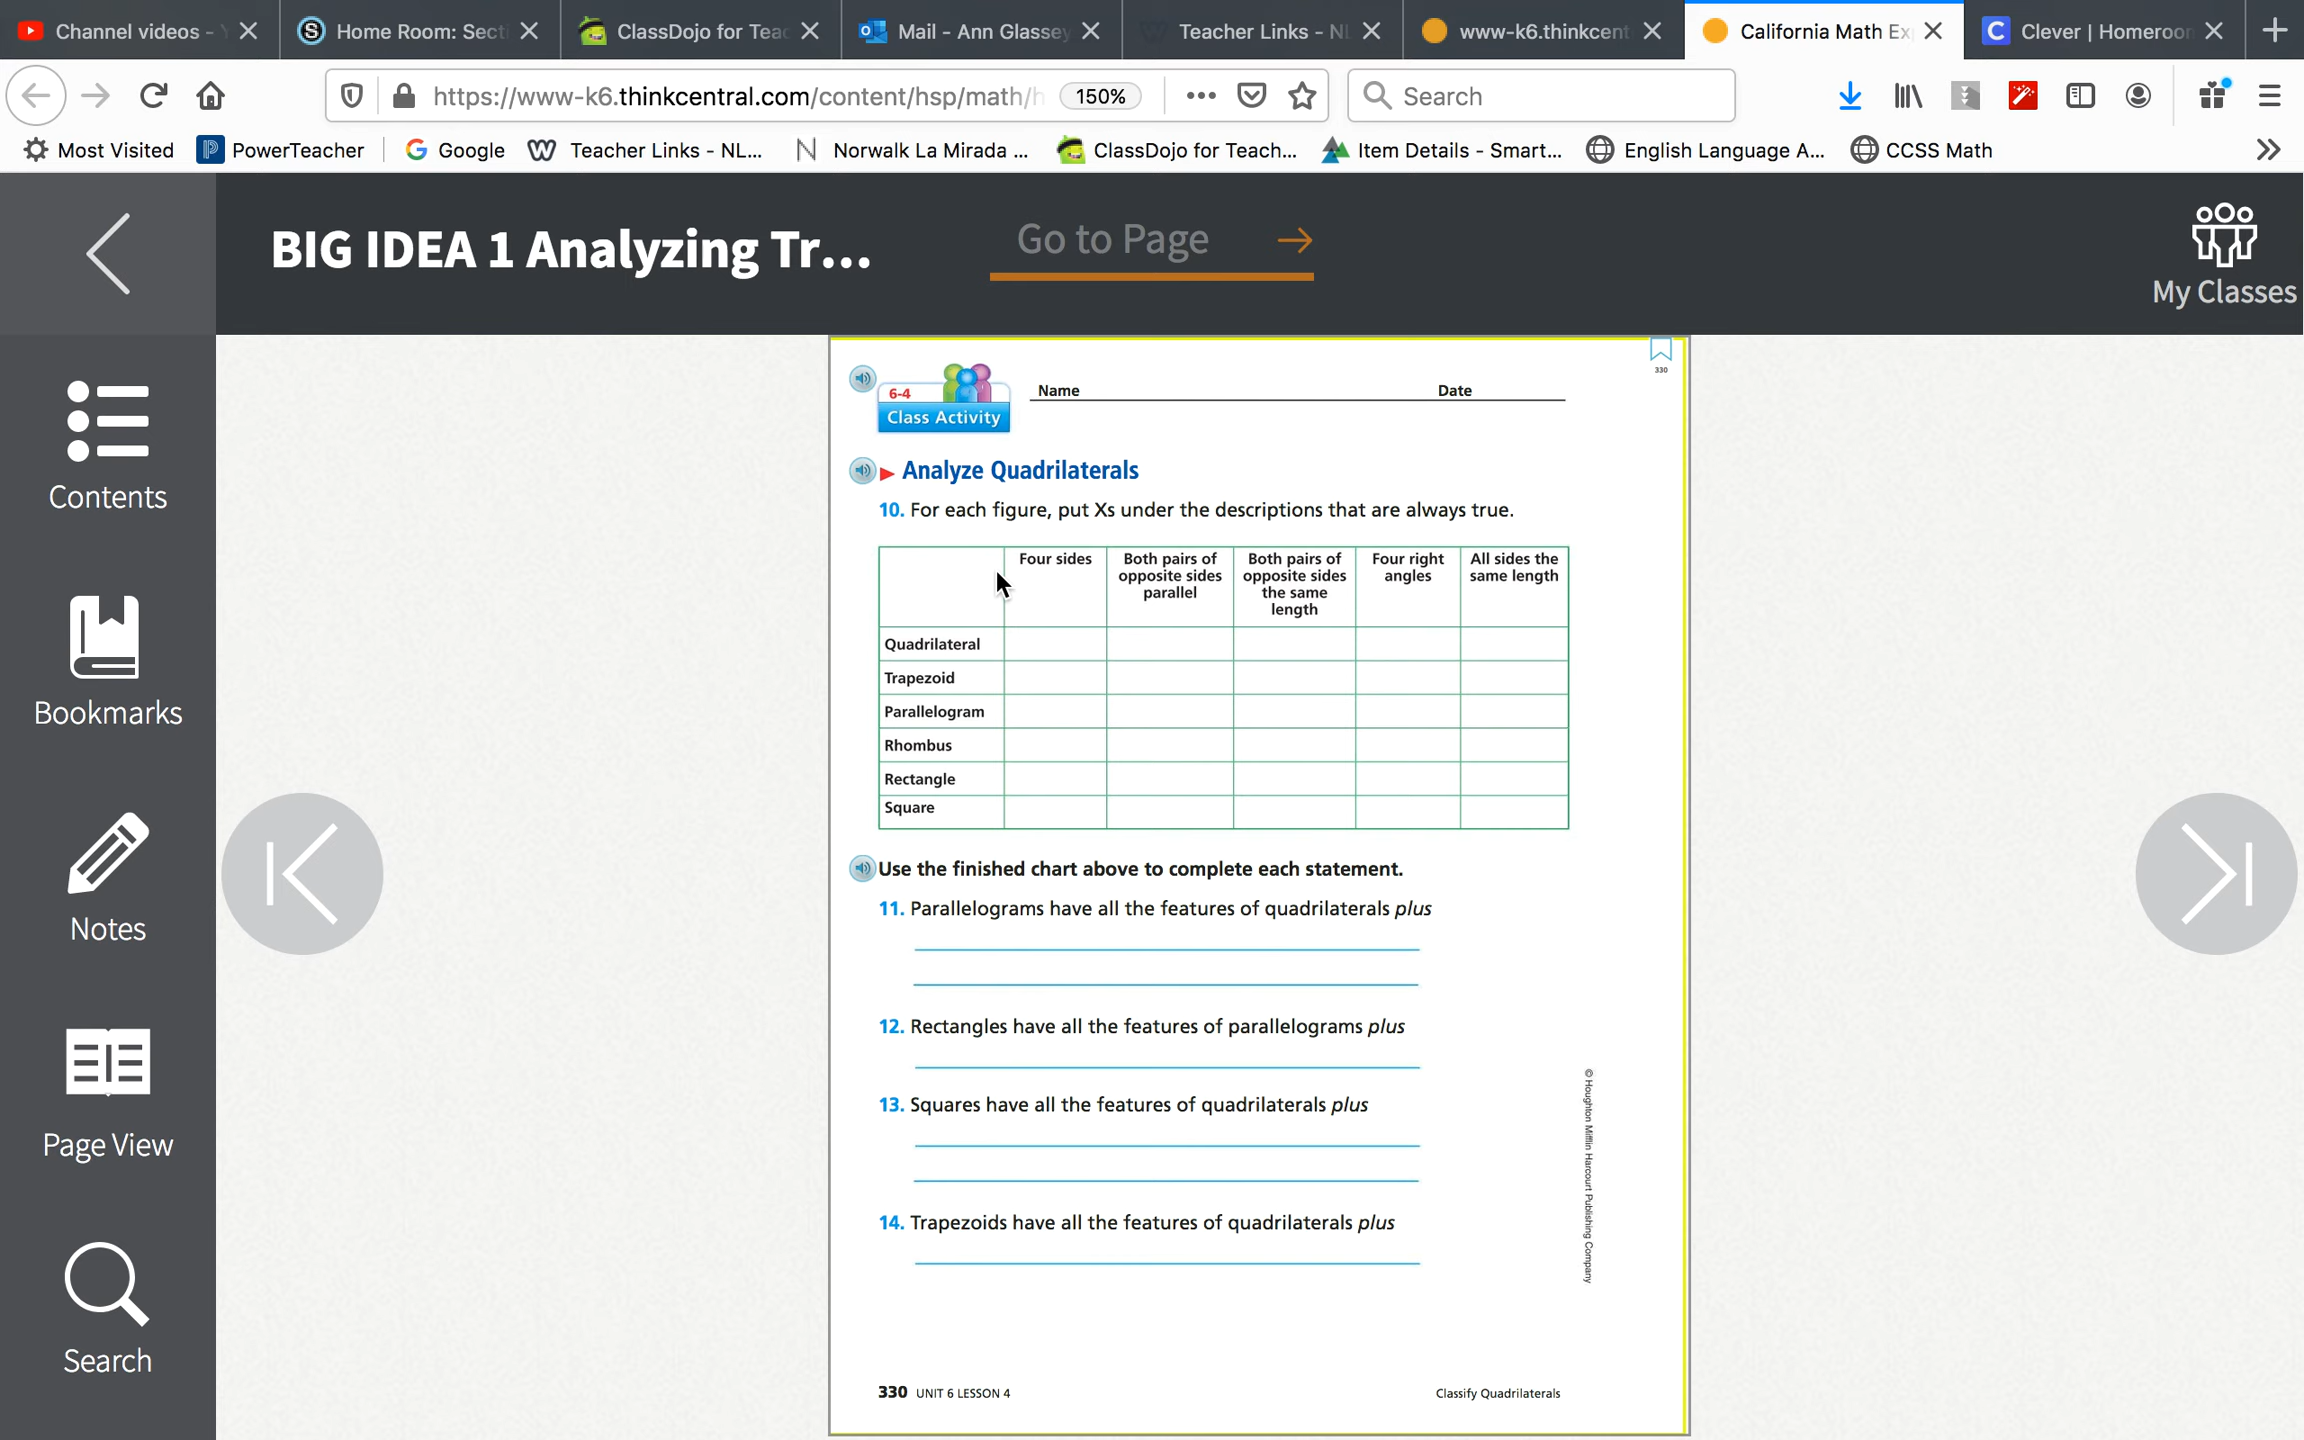 Channel videos - Y
Home Room: Secti
ClassDojo for Teac
Mail - Ann Glassey
Teacher Links - NL
www-k6.thinkcent
California Math Ex
Clever | Homeroon
https://www-k6.thinkcentral.com/content/hsp/math/h
150%
Search
Most Visited
PowerTeacher
Google
Teacher Links - NL...
Norwalk La Mirada ...
ClassDojo for Teach...
Item Details - Smart...
English Language A...
CCSS Math
BIG IDEA 1 Analyzing Tr...
Go to Page
My Classes
Contents
Bookmarks
Notes
Page View
Search
330
6-4
Class Activity
Name
Date
Analyze Quadrilaterals
10. For each figure, put Xs under the descriptions that are always true.
Four sides
Both pairs of
opposite sides
parallel
Both pairs of
opposite sides
the same
length
Four right
angles
All sides the
same length
Quadrilateral
Trapezoid
Parallelogram
Rhombus
Rectangle
Square
Use the finished chart above to complete each statement.
11. Parallelograms have all the features of quadrilaterals plus
12. Rectangles have all the features of parallelograms plus
13. Squares have all the features of quadrilaterals plus
14. Trapezoids have all the features of quadrilaterals plus
© Houghton Mifflin Harcourt Publishing Company
330 UNIT 6 LESSON 4
Classify Quadrilaterals